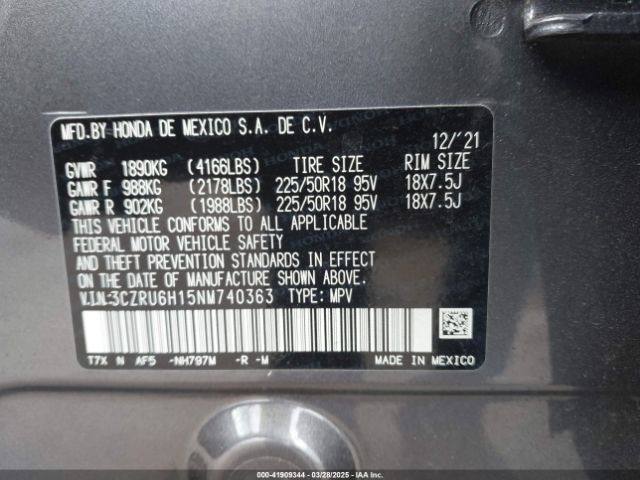 MFD.BY HONDA DE MEXICO S.A. DE C.V.
12/'21
GVWR 1890KG (4166LBS) TIRE SIZE RIM SIZE
GAWR F 988KG (2178LBS) 225/50R18 95V 18X7.5J
GAWR R 902KG (1988LBS) 225/50R18 95V 18X7.5J
THIS VEHICLE CONFORMS TO ALL APPLICABLE
FEDERAL MOTOR VEHICLE SAFETY
AND THEFT PREVENTION STANDARDS IN EFFECT
ON DATE OF MANUFACTURE SHOWN ABOVE.
V.I.N:3CZRU6H15NM740363 TYPE: MPV
T7X N AF5 -NH797M -R -M MADE IN MEXICO
000-41909344 | 03/28/2025 | IAA Inc.